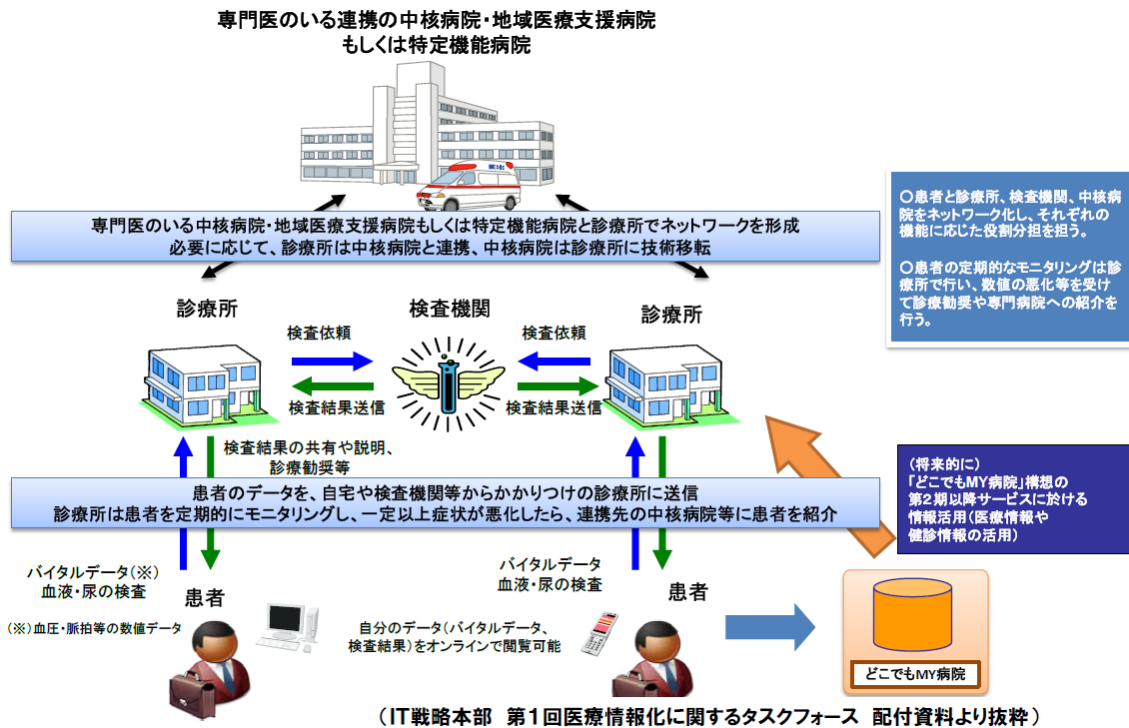 専門医のいる連携の中核病院・地域医療支援病院
もしくは特定機能病院
専門医のいる中核病院・地域医療支援病院もしくは特定機能病院と診療所でネットワークを形成
必要に応じて、診療所は中核病院と連携、中核病院は診療所に技術移転
○患者と診療所、検査機関、中核病
院をネットワーク化し、それぞれの
機能に応じた役割分担を担う。
○患者の定期的なモニタリングは診
療所で行い、数値の悪化等を受け
て診療勧奨や専門病院への紹介を
行う。
診療所
検査機関
診療所
検査依頼
検査依頼
検査結果送信
検査結果送信
検査結果の共有や説明、
診療勧奨等
患者のデータを、自宅や検査機関等からかかりつけの診療所に送信
診療所は患者を定期的にモニタリングし、一定以上症状が悪化したら、連携先の中核病院等に患者を紹介
(将来的に)
「どこでもMY病院」構想の
第2期以降サービスに於ける
情報活用(医療情報や
健診情報の活用)
バイタルデータ(※)
血液・尿の検査
患者
(※)血圧・脈拍等の数値データ
バイタルデータ
血液・尿の検査
患者
自分のデータ(バイタルデータ、
検査結果)をオンラインで閲覧可能
どこでもMY病院
(IT戦略本部 第1回医療情報化に関するタスクフォース 配付資料より抜粋)